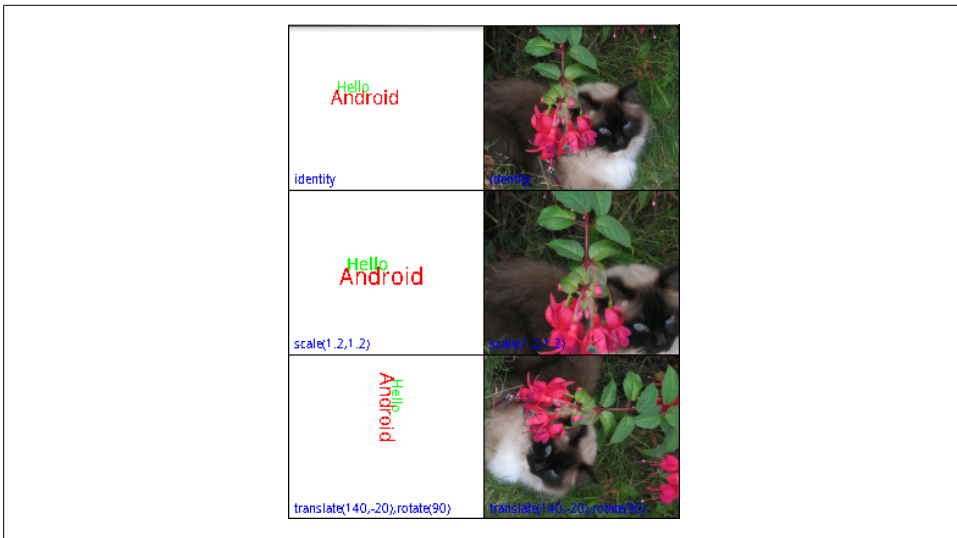 Hello
Android
identity
identity
Hello
Android
scale(1.2,1.2)
scale(1.2,1.2)
Hello
Android
translate(140,-20),rotate(90)
translate(140,-20),rotate(90)